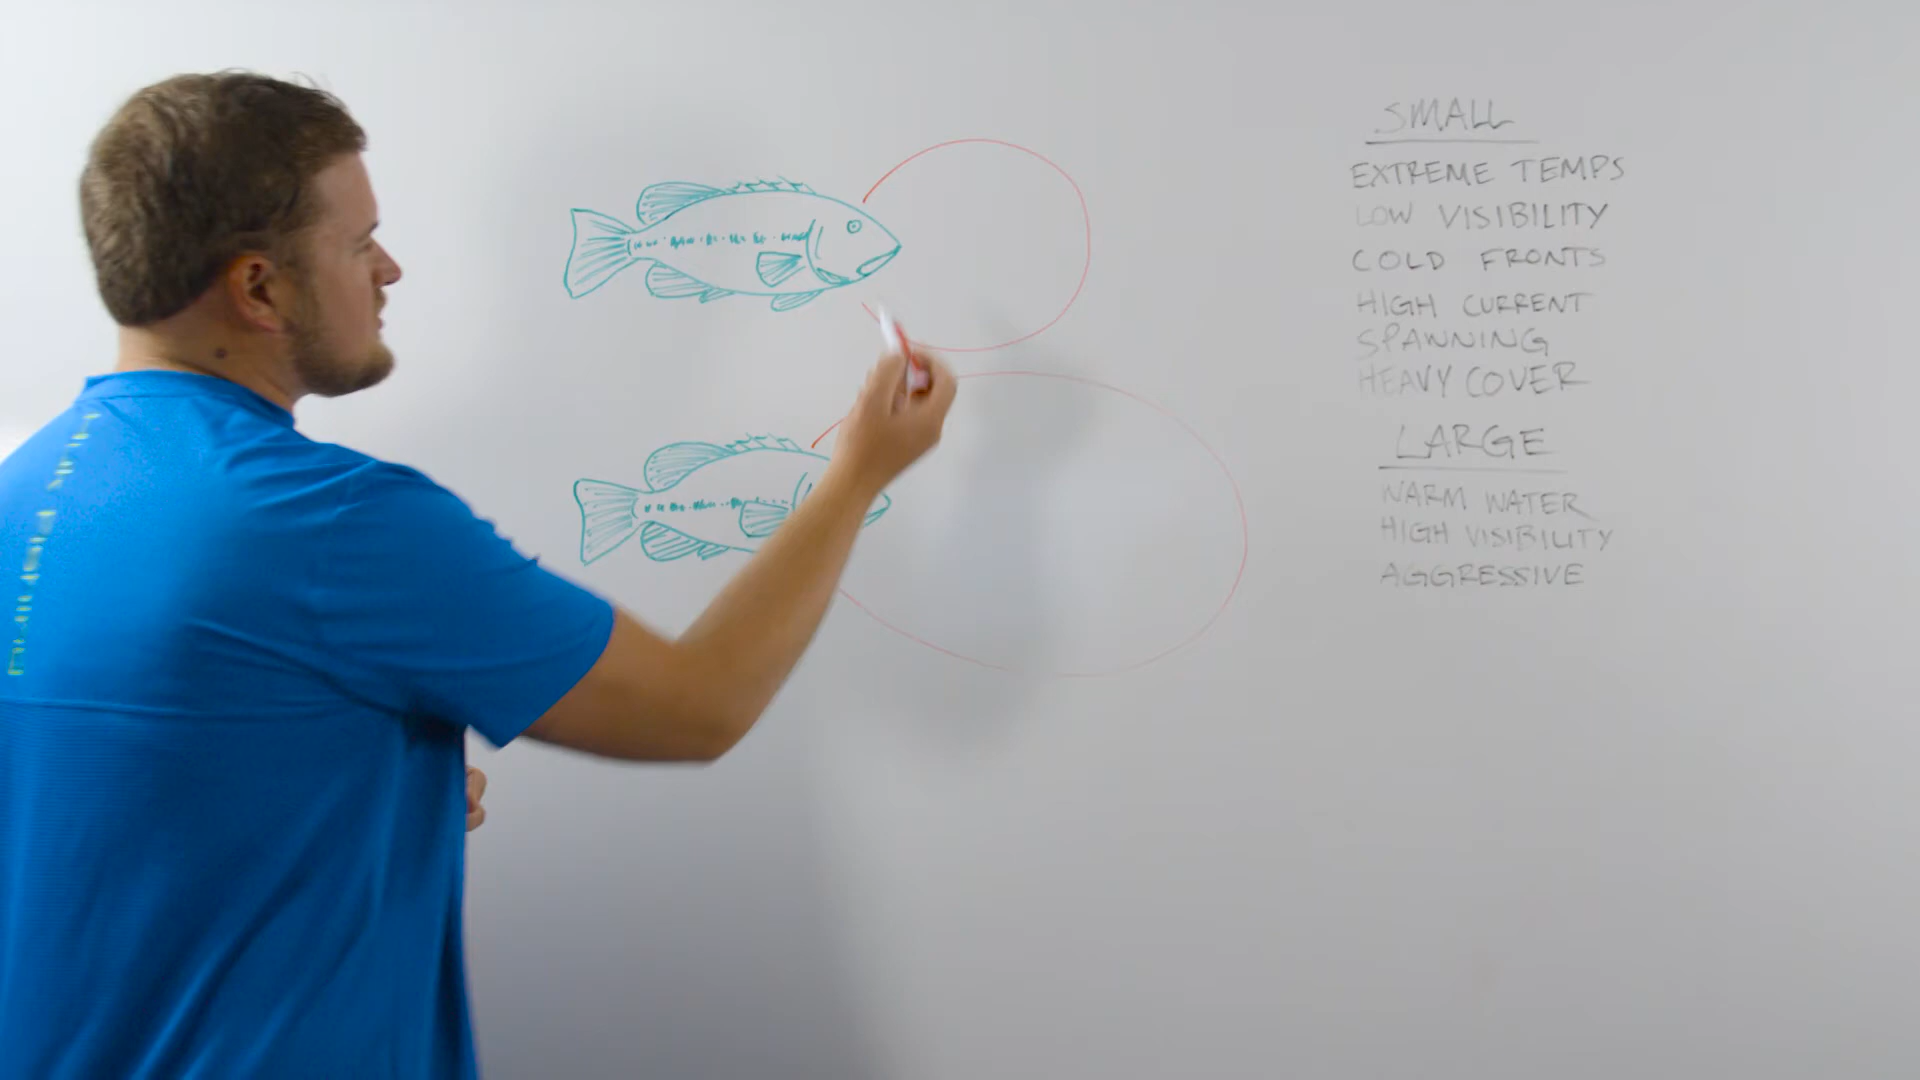 SMALL
EXTREME TEMPS
LOW VISIBILITY
COLD FRONTS
HIGH CURRENT
SPAWNING
HEAVY COVER
LARGE
WARM WATER
HIGH VISIBILITY
AGGRESSIVE